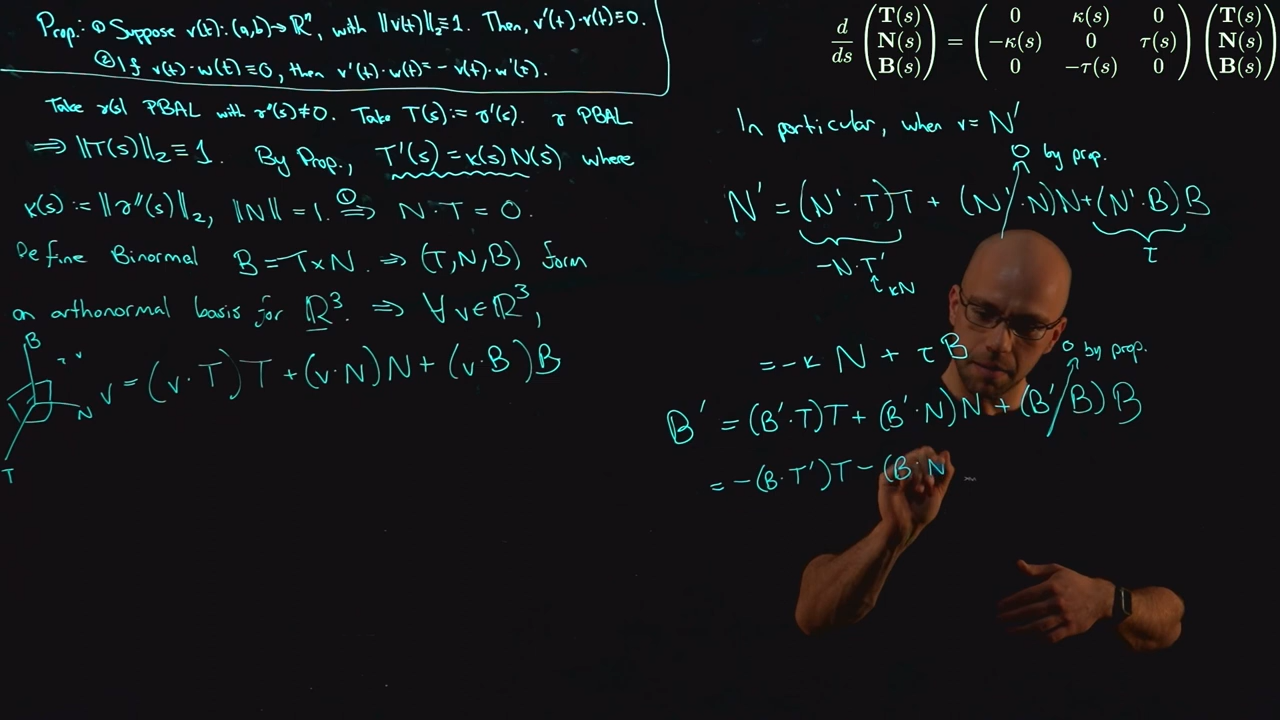 Prop.: ① Suppose v(t): (a,b) → ℝⁿ, with ‖v(t)‖₂ ≡ 1. Then, v'(t)·v(t) ≡ 0.
② If v(t)·w(t) ≡ 0, then v'(t)·w(t) = - v(t)·w'(t).
Take γ(s) PBAL with γ''(s) ≠ 0. Take T(s) := γ'(s). γ PBAL
⇒ ‖T(s)‖₂ ≡ 1. By Prop., T'(s) = κ(s) N(s) where
κ(s) := ‖γ''(s)‖₂, ‖N‖ = 1. ①⇒ N · T = 0.
Define Binormal B = T × N. ⇒ (T, N, B) form
an orthonormal basis for ℝ³. ⇒ ∀ v ∈ ℝ³,
v = (v · T) T + (v · N) N + (v · B) B
B
v
N
T
d/ds (T(s) N(s) B(s)) = (0 κ(s) 0
-κ(s) 0 τ(s)
0 -τ(s) 0) (T(s) N(s) B(s))
In particular, when v = N'
0 by prop.
N' = (N' · T) T + (N' · N) N + (N' · B) B
-N · T'
τ
κN
= -κ N + τ B
0 by prop.
B' = (B' · T) T + (B' · N) N + (B' · B) B
= -(B · T') T - (B · N